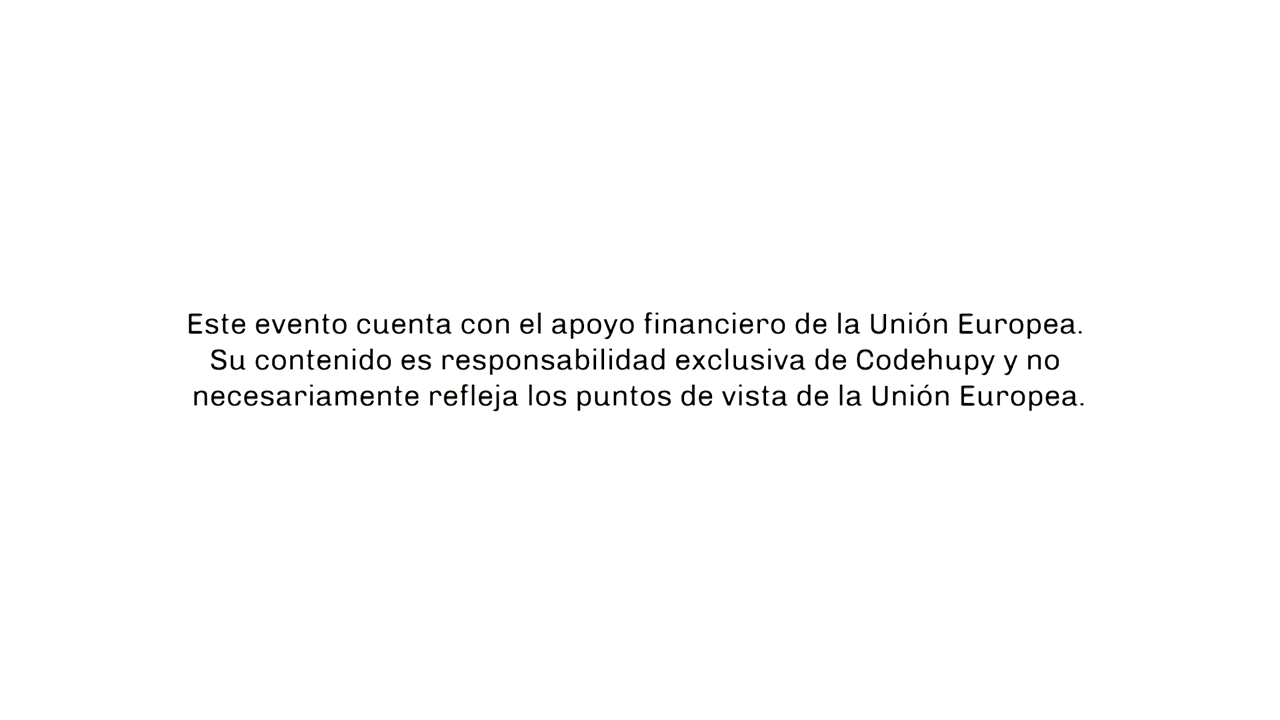 Este evento cuenta con el apoyo financiero de la Unión Europea.
Su contenido es responsabilidad exclusiva de Codehupy y no
necesariamente refleja los puntos de vista de la Unión Europea.